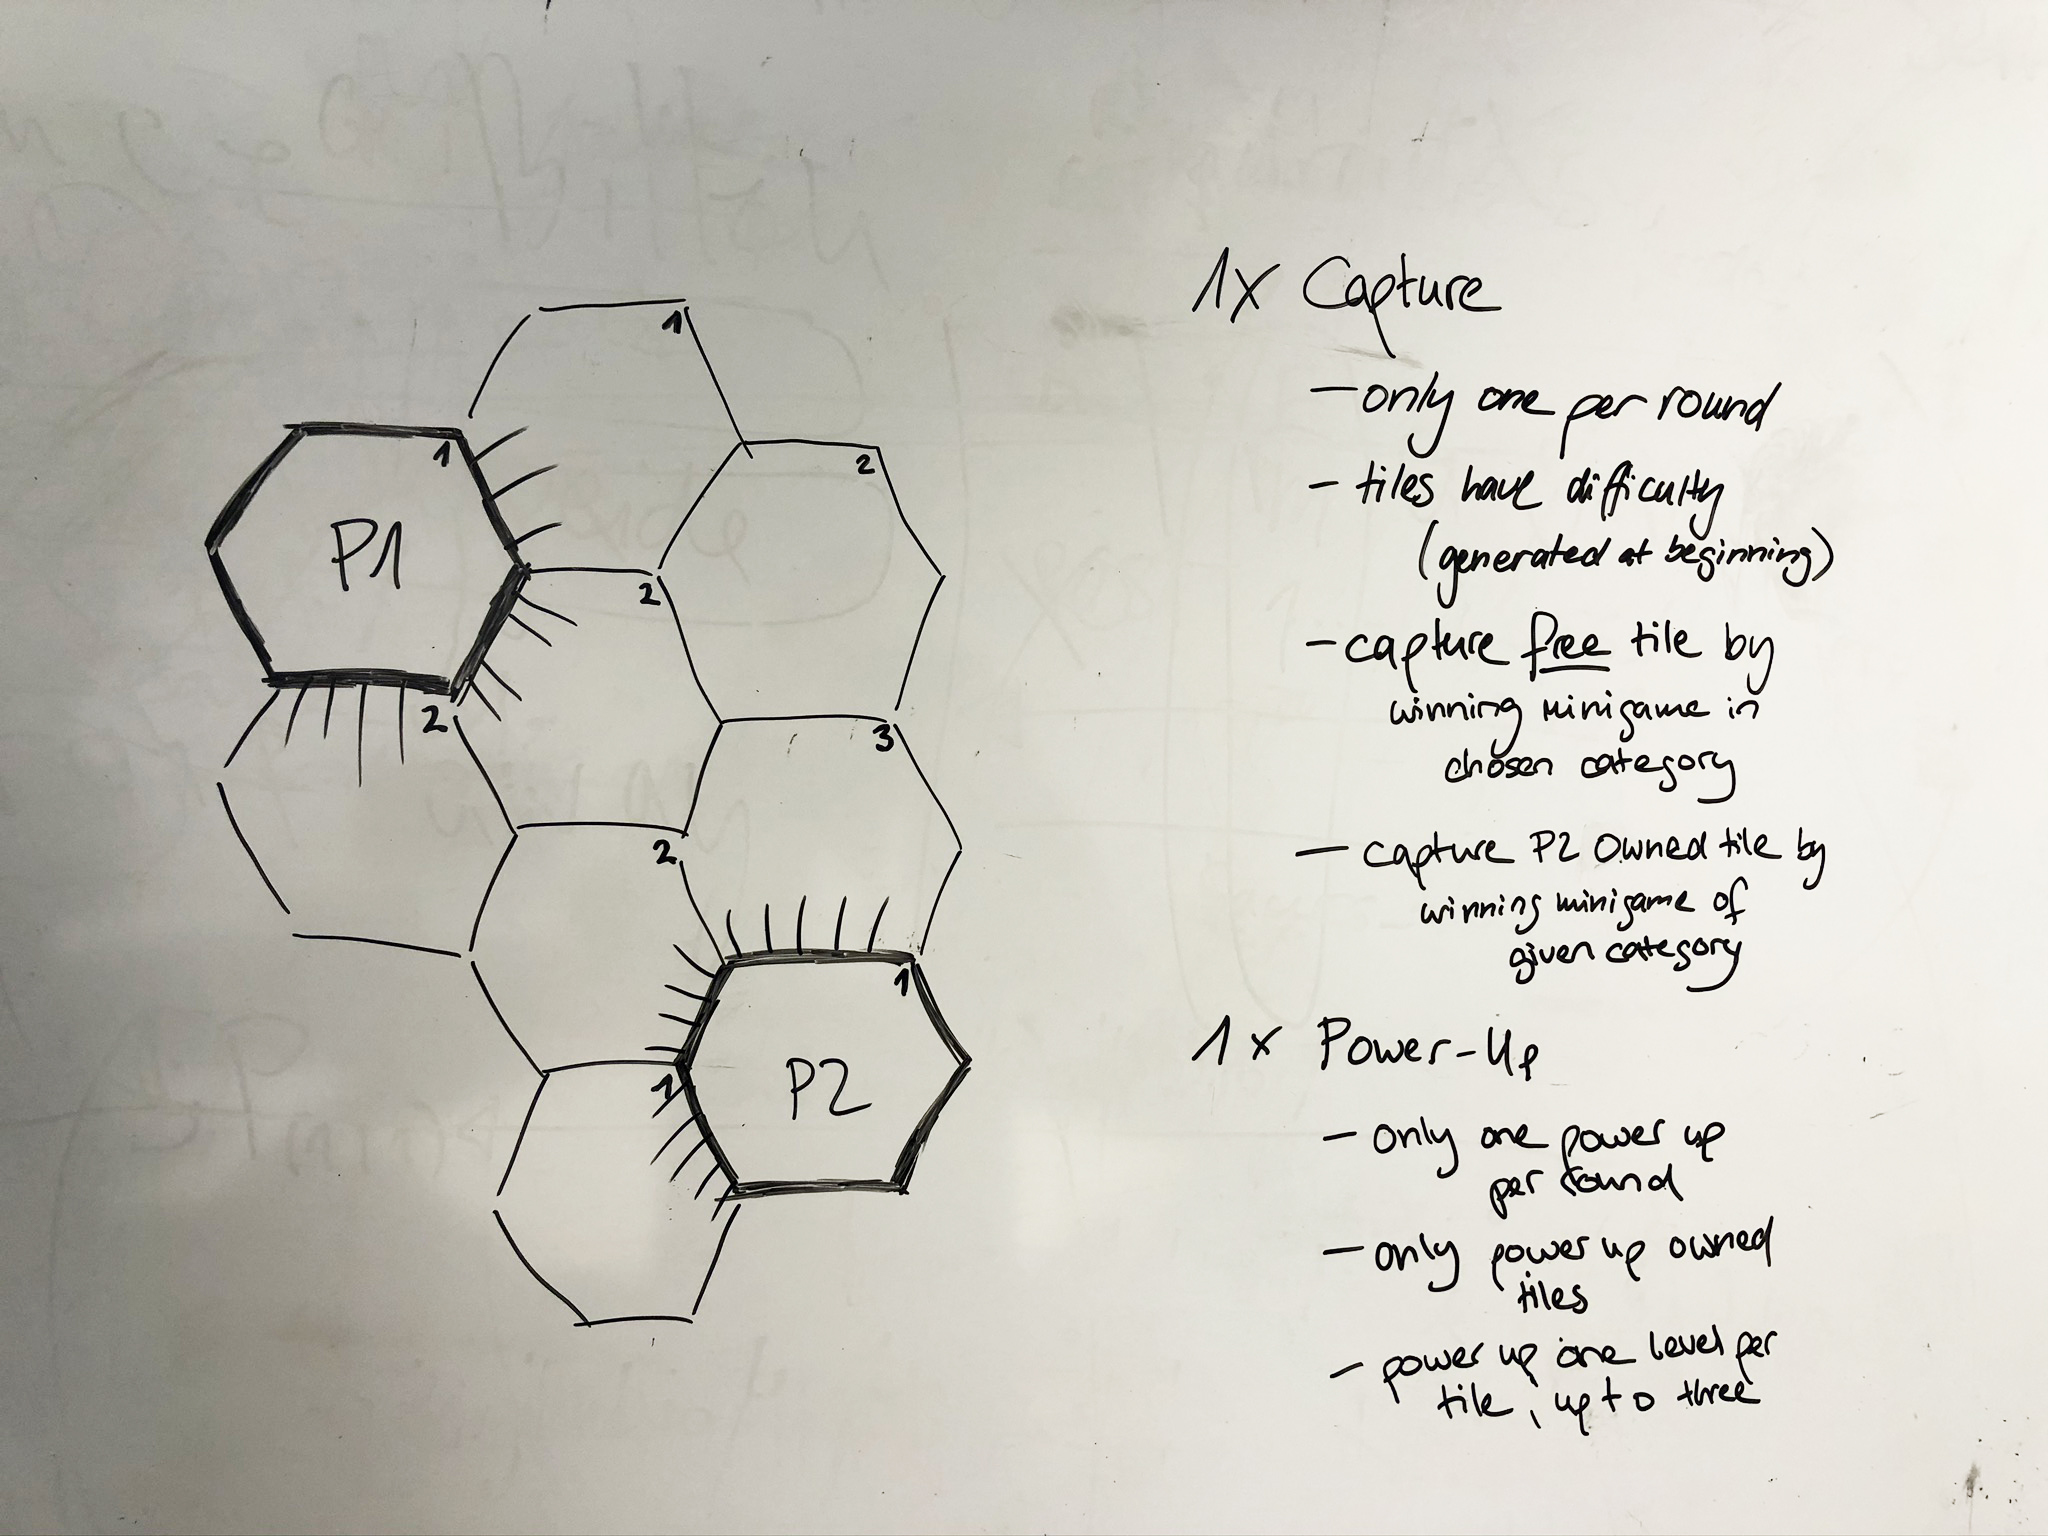 1
1
P1
2
2
2
3
2
1
P2
1
1x Capture
- only one per round
- tiles have difficulty
(generated at beginning)
- capture free tile by
winning minigame in
chosen category
- capture P2 owned tile by
winning minigame of
given category
1x Power-Up
- only one power up
per round
- only power up owned
tiles
- power up one level per
tile, up to three